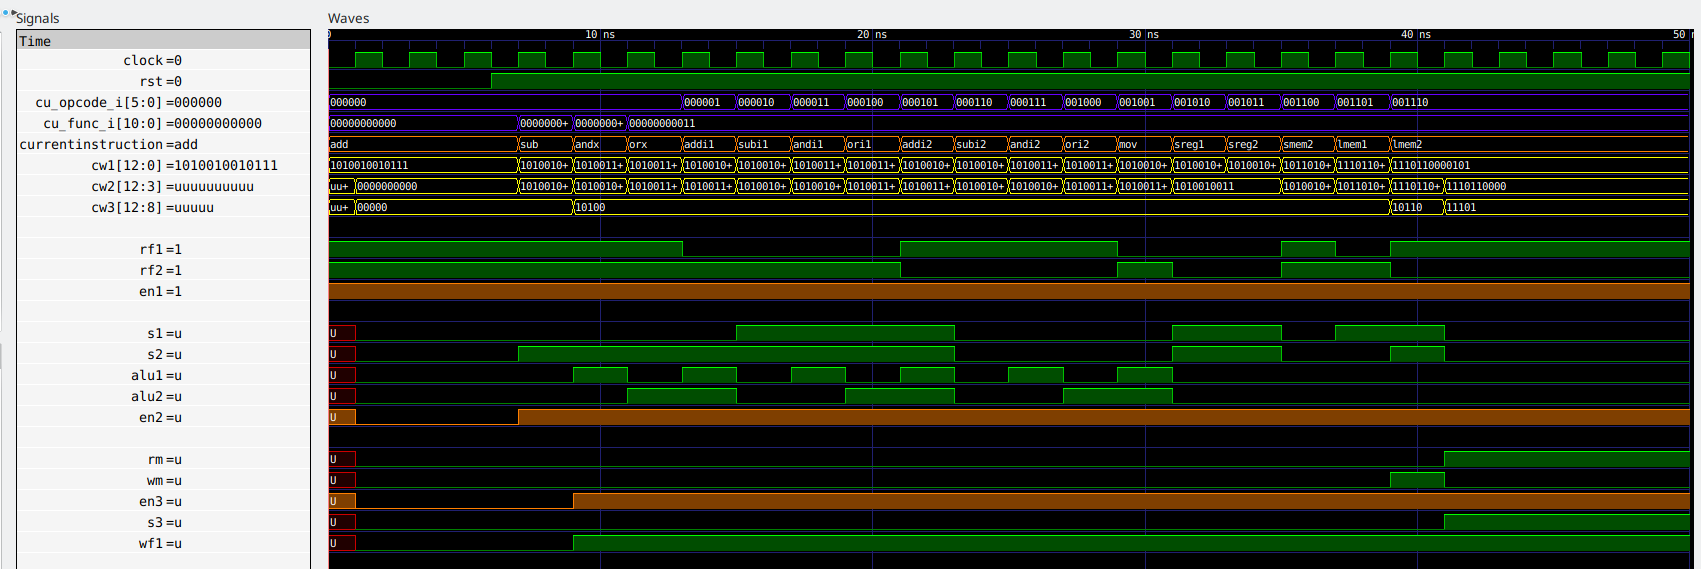 Signals Waves
Time 0 10 ns 20 ns 30 ns 40 ns 50 n
clock =0
rst =0
cu_opcode_i[5:0] =000000 000000 000001 000010 000011 000100 000101 000110 000111 001000 001001 001010 001011 001100 001101 001110
cu_func_i[10:0] =00000000000 00000000000 0000000+ 0000000+ 00000000011
currentinstruction =add add sub andx orx addi1 subi1 andi1 ori1 addi2 subi2 andi2 ori2 mov sreg1 sreg2 smem2 lmem1 lmem2
cw1[12:0] =1010010010111 1010010010111 1010010+ 1010011+ 1010011+ 1010010+ 1010010+ 1010011+ 1010011+ 1010010+ 1010010+ 1010011+ 1010011+ 1010010+ 1010010+ 1010010+ 1011010+ 1110110+ 1110110000101
cw2[12:3] =uuuuuuuuuu uu+ 0000000000 1010010+ 1010010+ 1010011+ 1010011+ 1010010+ 1010010+ 1010011+ 1010011+ 1010010+ 1010010+ 1010011+ 1010011+ 1010010011 1010010+ 1011010+ 1110110+ 1110110000
cw3[12:8] =uuuuu uu+ 00000 10100 10110 11101
rf1 =1
rf2 =1
en1 =1
s1 =u U
s2 =u U
alu1 =u U
alu2 =u U
en2 =u U
rm =u U
wm =u U
en3 =u U
s3 =u U
wf1 =u U